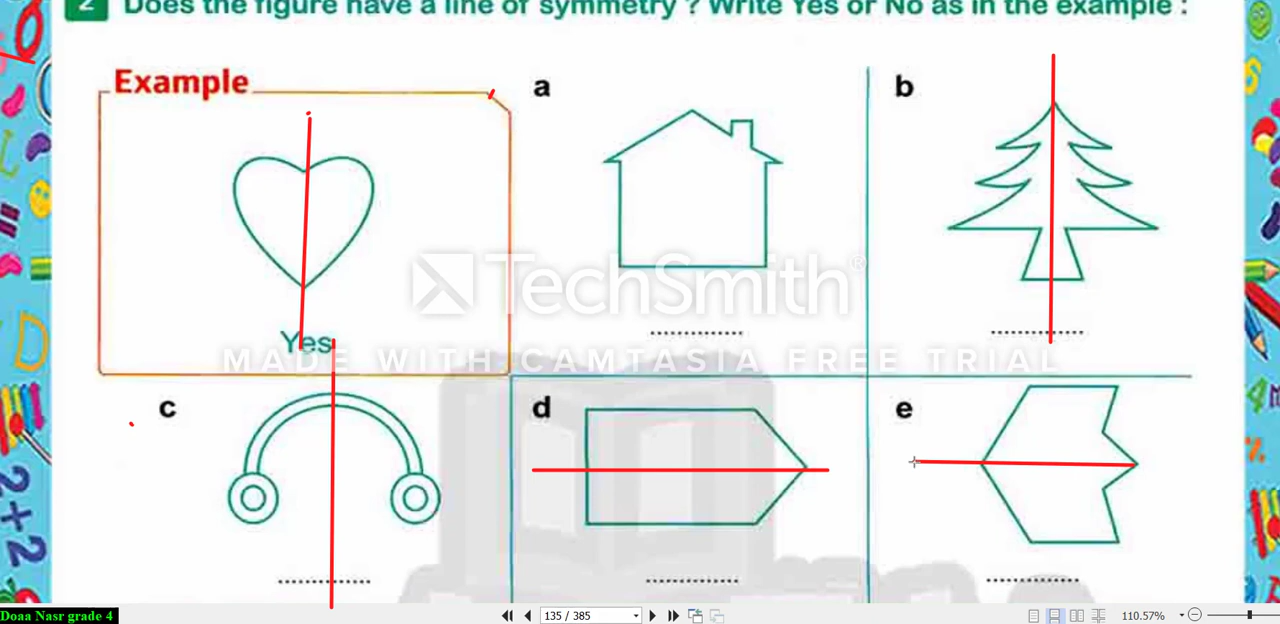 2 Does the figure have a line of symmetry ? Write Yes or No as in the example :
Example
a
b
TechSmith®
Yes
MADE WITH CAMTASIA FREE TRIAL
c
d
e
Doaa Nasr grade 4
135 / 385
110.57%